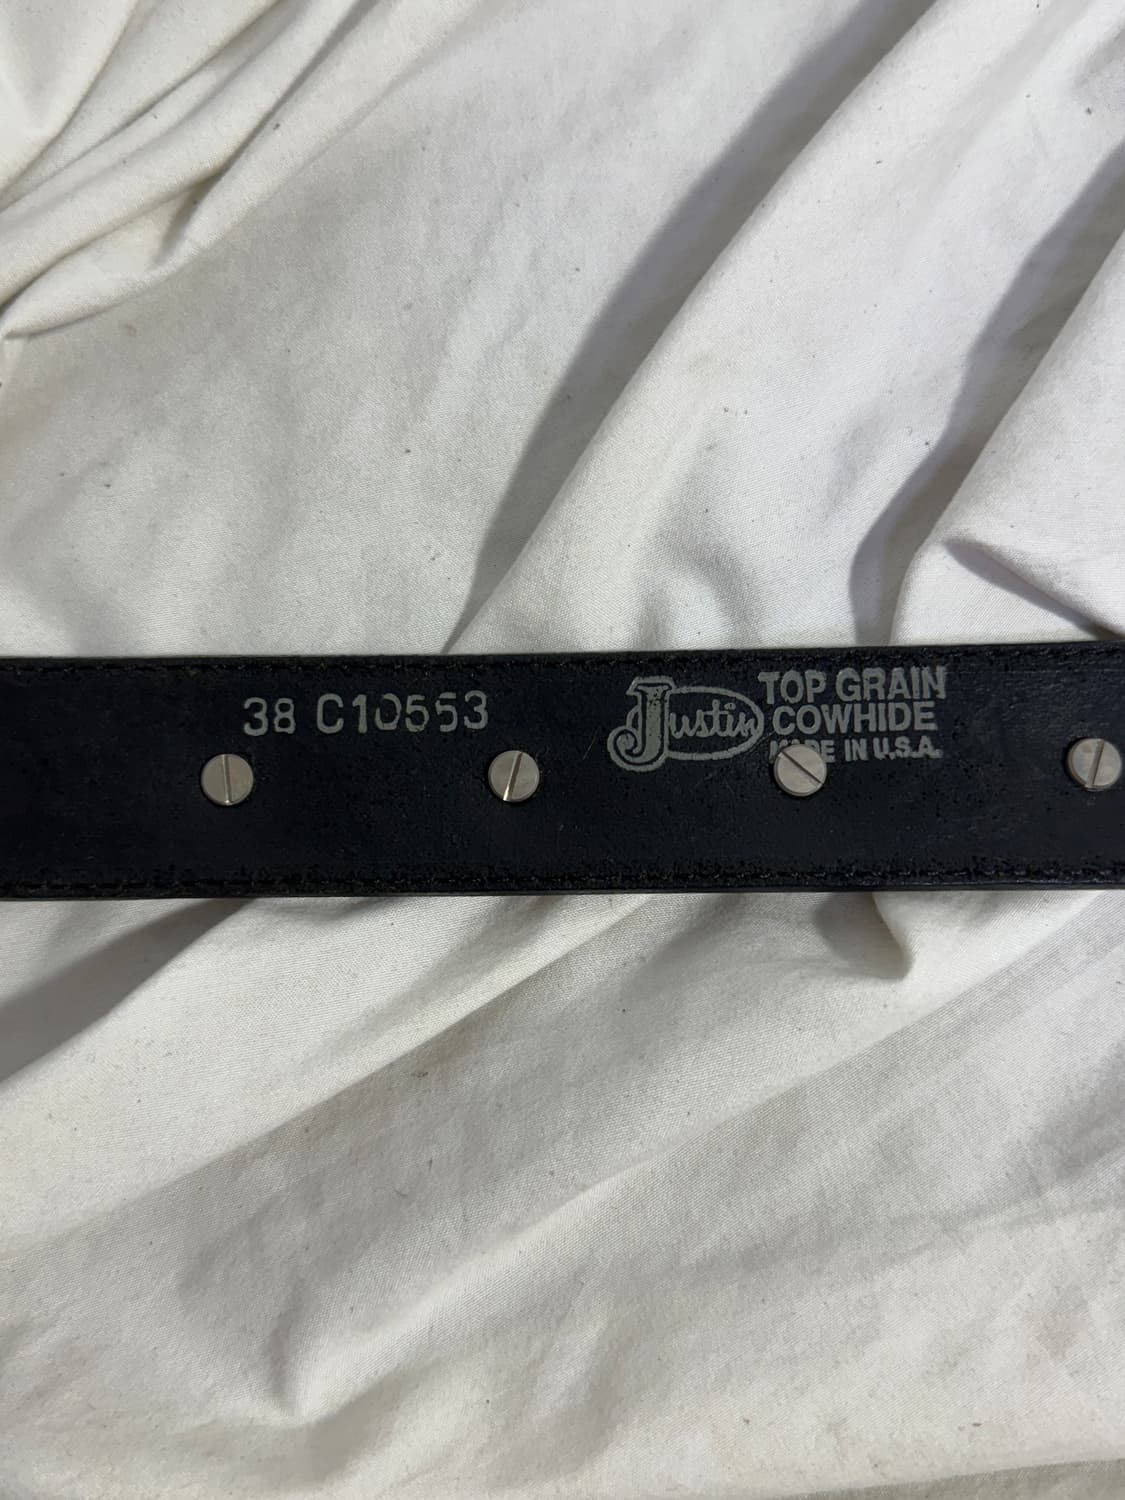 38 C10553
Justin
TOP GRAIN
COWHIDE
MADE IN U.S.A.